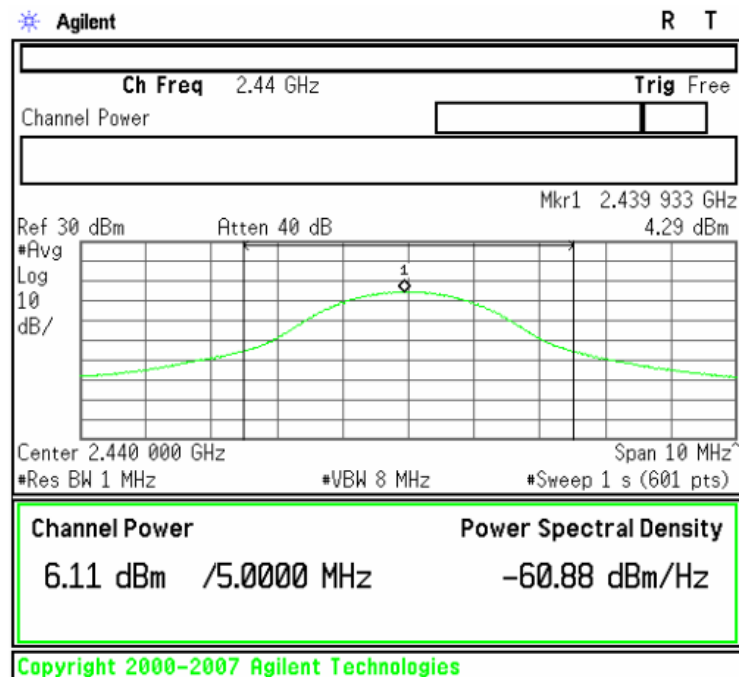 Agilent R T
Ch Freq 2.44 GHz Trig Free
Channel Power
Mkr1 2.439 933 GHz
Ref 30 dBm Atten 40 dB 4.29 dBm
#Avg
Log
10
dB/
1
Center 2.440 000 GHz Span 10 MHz^
#Res BW 1 MHz #VBW 8 MHz #Sweep 1 s (601 pts)
Channel Power Power Spectral Density
6.11 dBm /5.0000 MHz -60.88 dBm/Hz
Copyright 2000-2007 Agilent Technologies